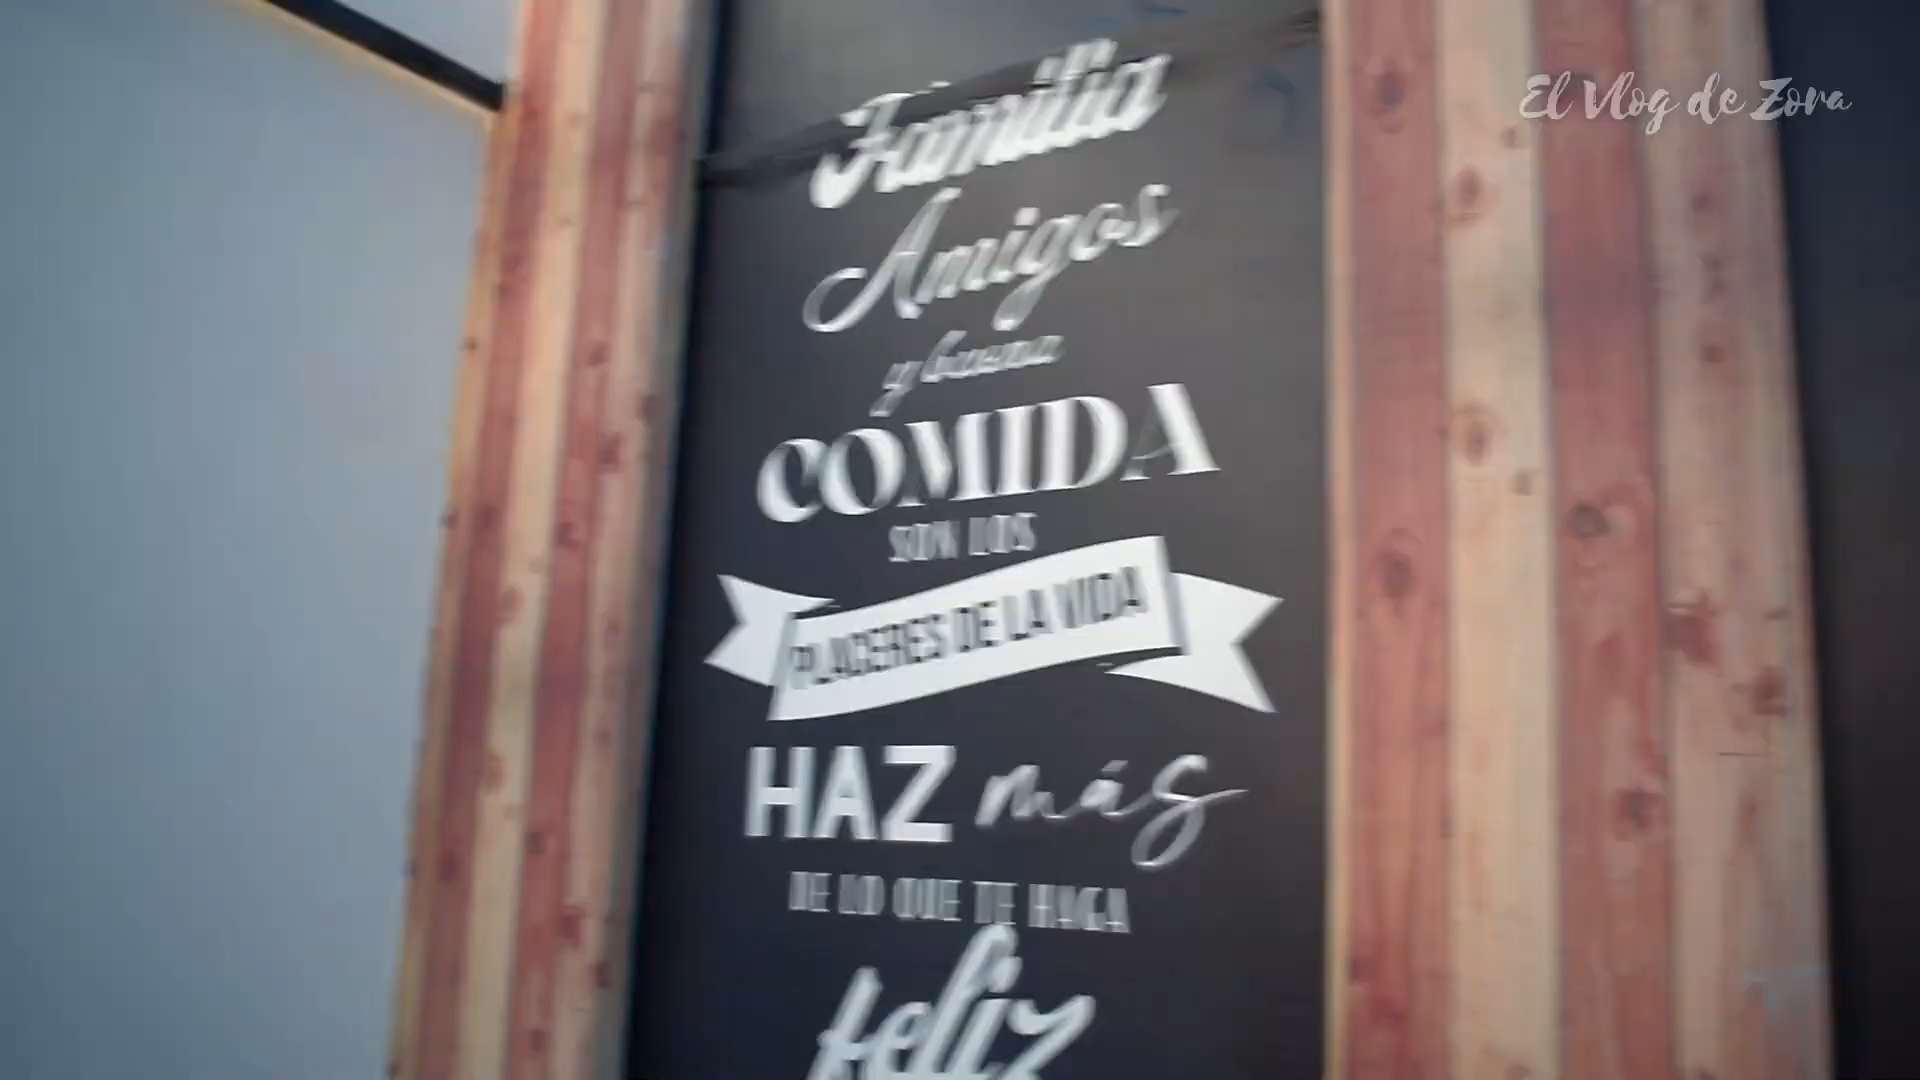 El Vlog de Zora
Familia
Amigos
y buena
COMIDA
SON LOS
PLACERES DE LA VIDA
HAZ más
DE LO QUE TE HAGA
feliz